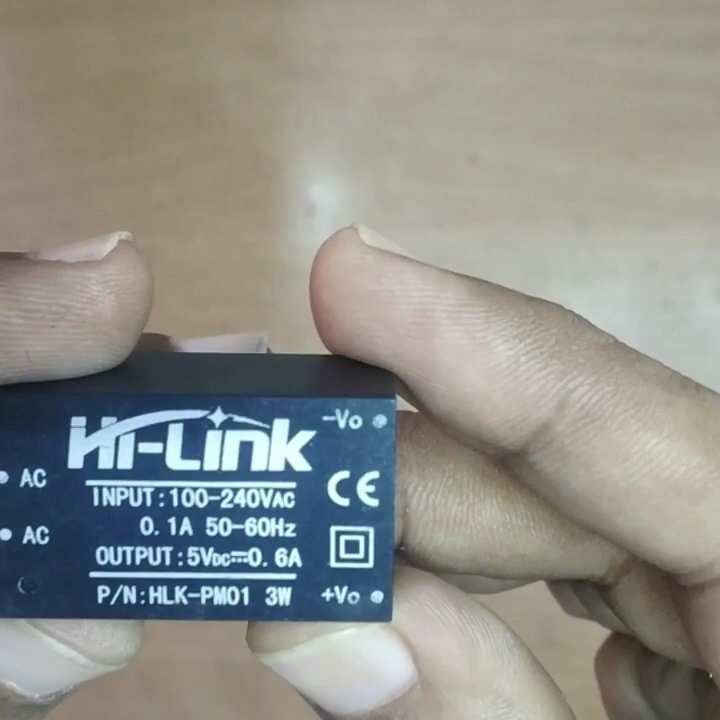 Hi-Link
-Vo
AC
INPUT:100-240VAC
CE
0.1A 50-60Hz
AC
OUTPUT:5VDC⎓0.6A
P/N:HLK-PM01 3W
+Vo